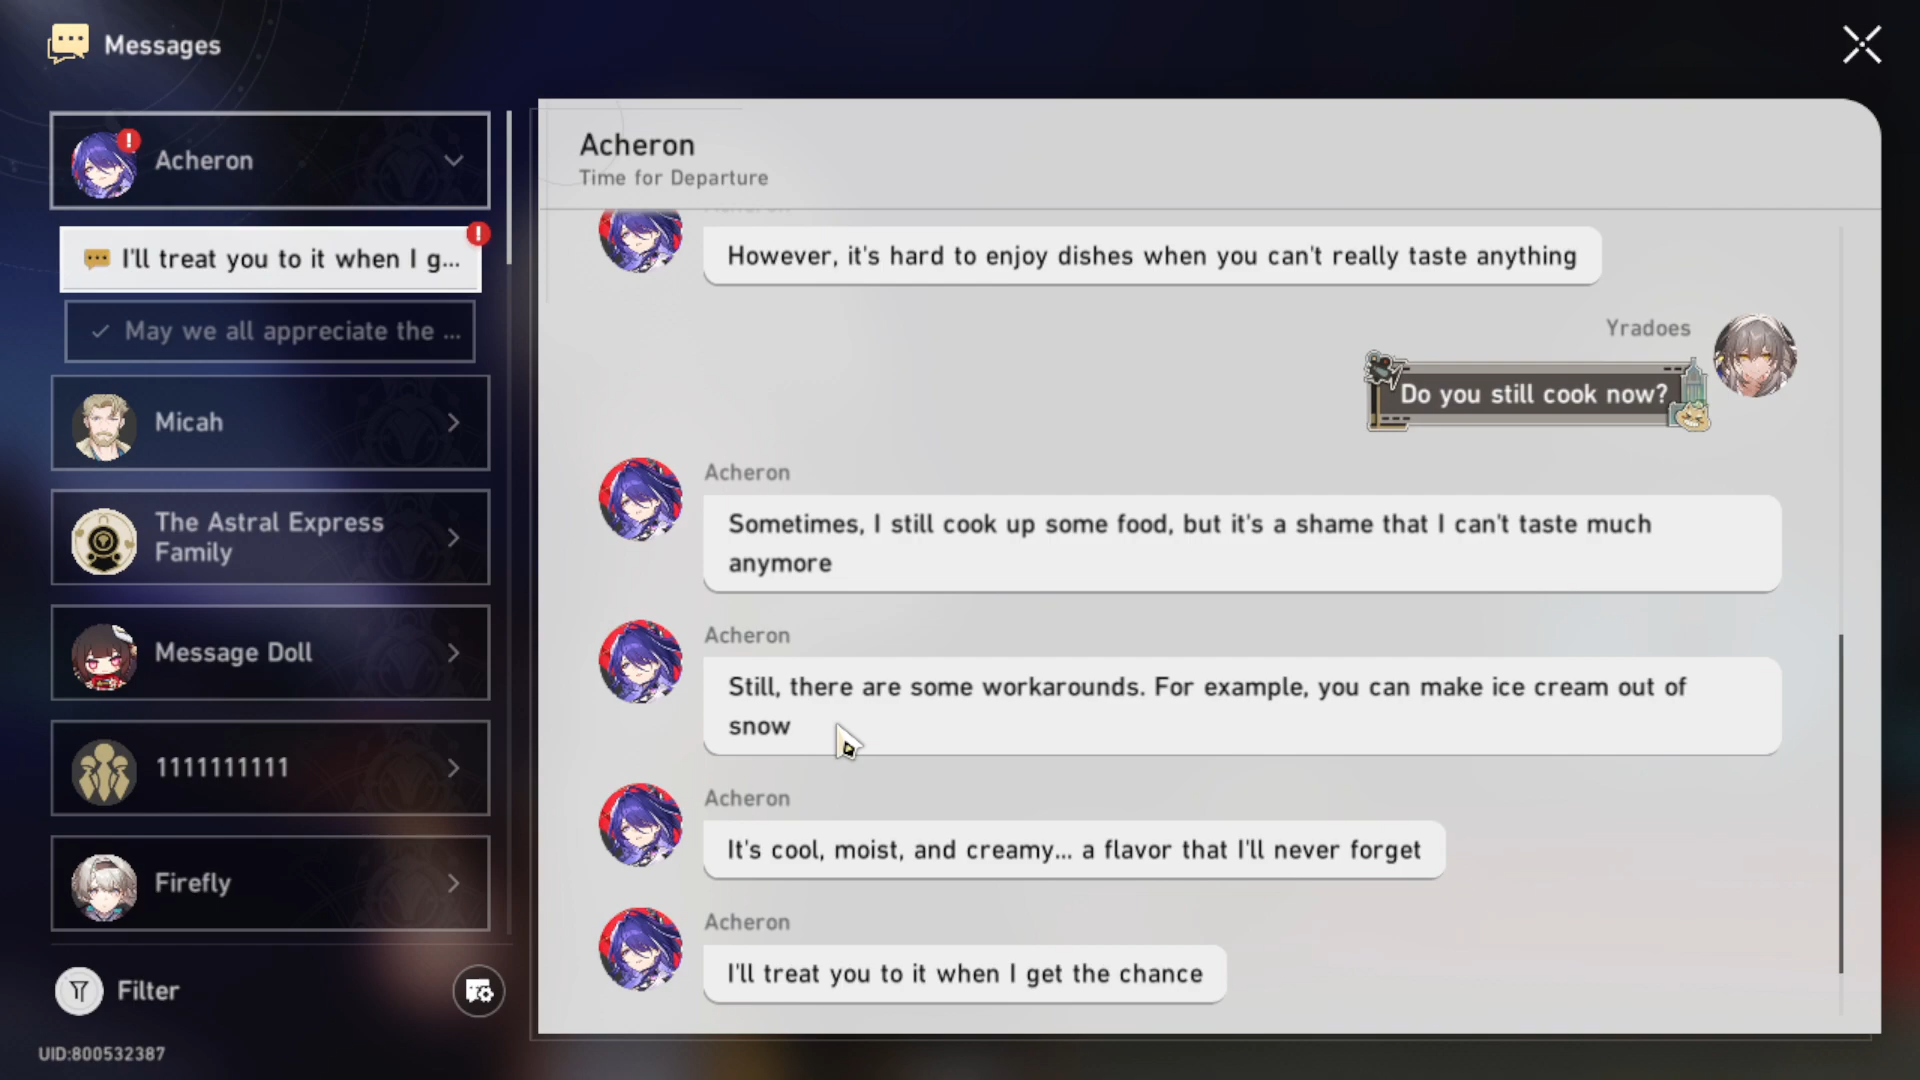 Messages
Acheron
I'll treat you to it when I g...
May we all appreciate the ...
Micah
The Astral Express
Family
Message Doll
1111111111
Firefly
Filter
UID:800532387
Acheron
Time for Departure
Acheron
However, it's hard to enjoy dishes when you can't really taste anything
Yradoes
Do you still cook now?
Acheron
Sometimes, I still cook up some food, but it's a shame that I can't taste much
anymore
Acheron
Still, there are some workarounds. For example, you can make ice cream out of
snow
Acheron
It's cool, moist, and creamy... a flavor that I'll never forget
Acheron
I'll treat you to it when I get the chance